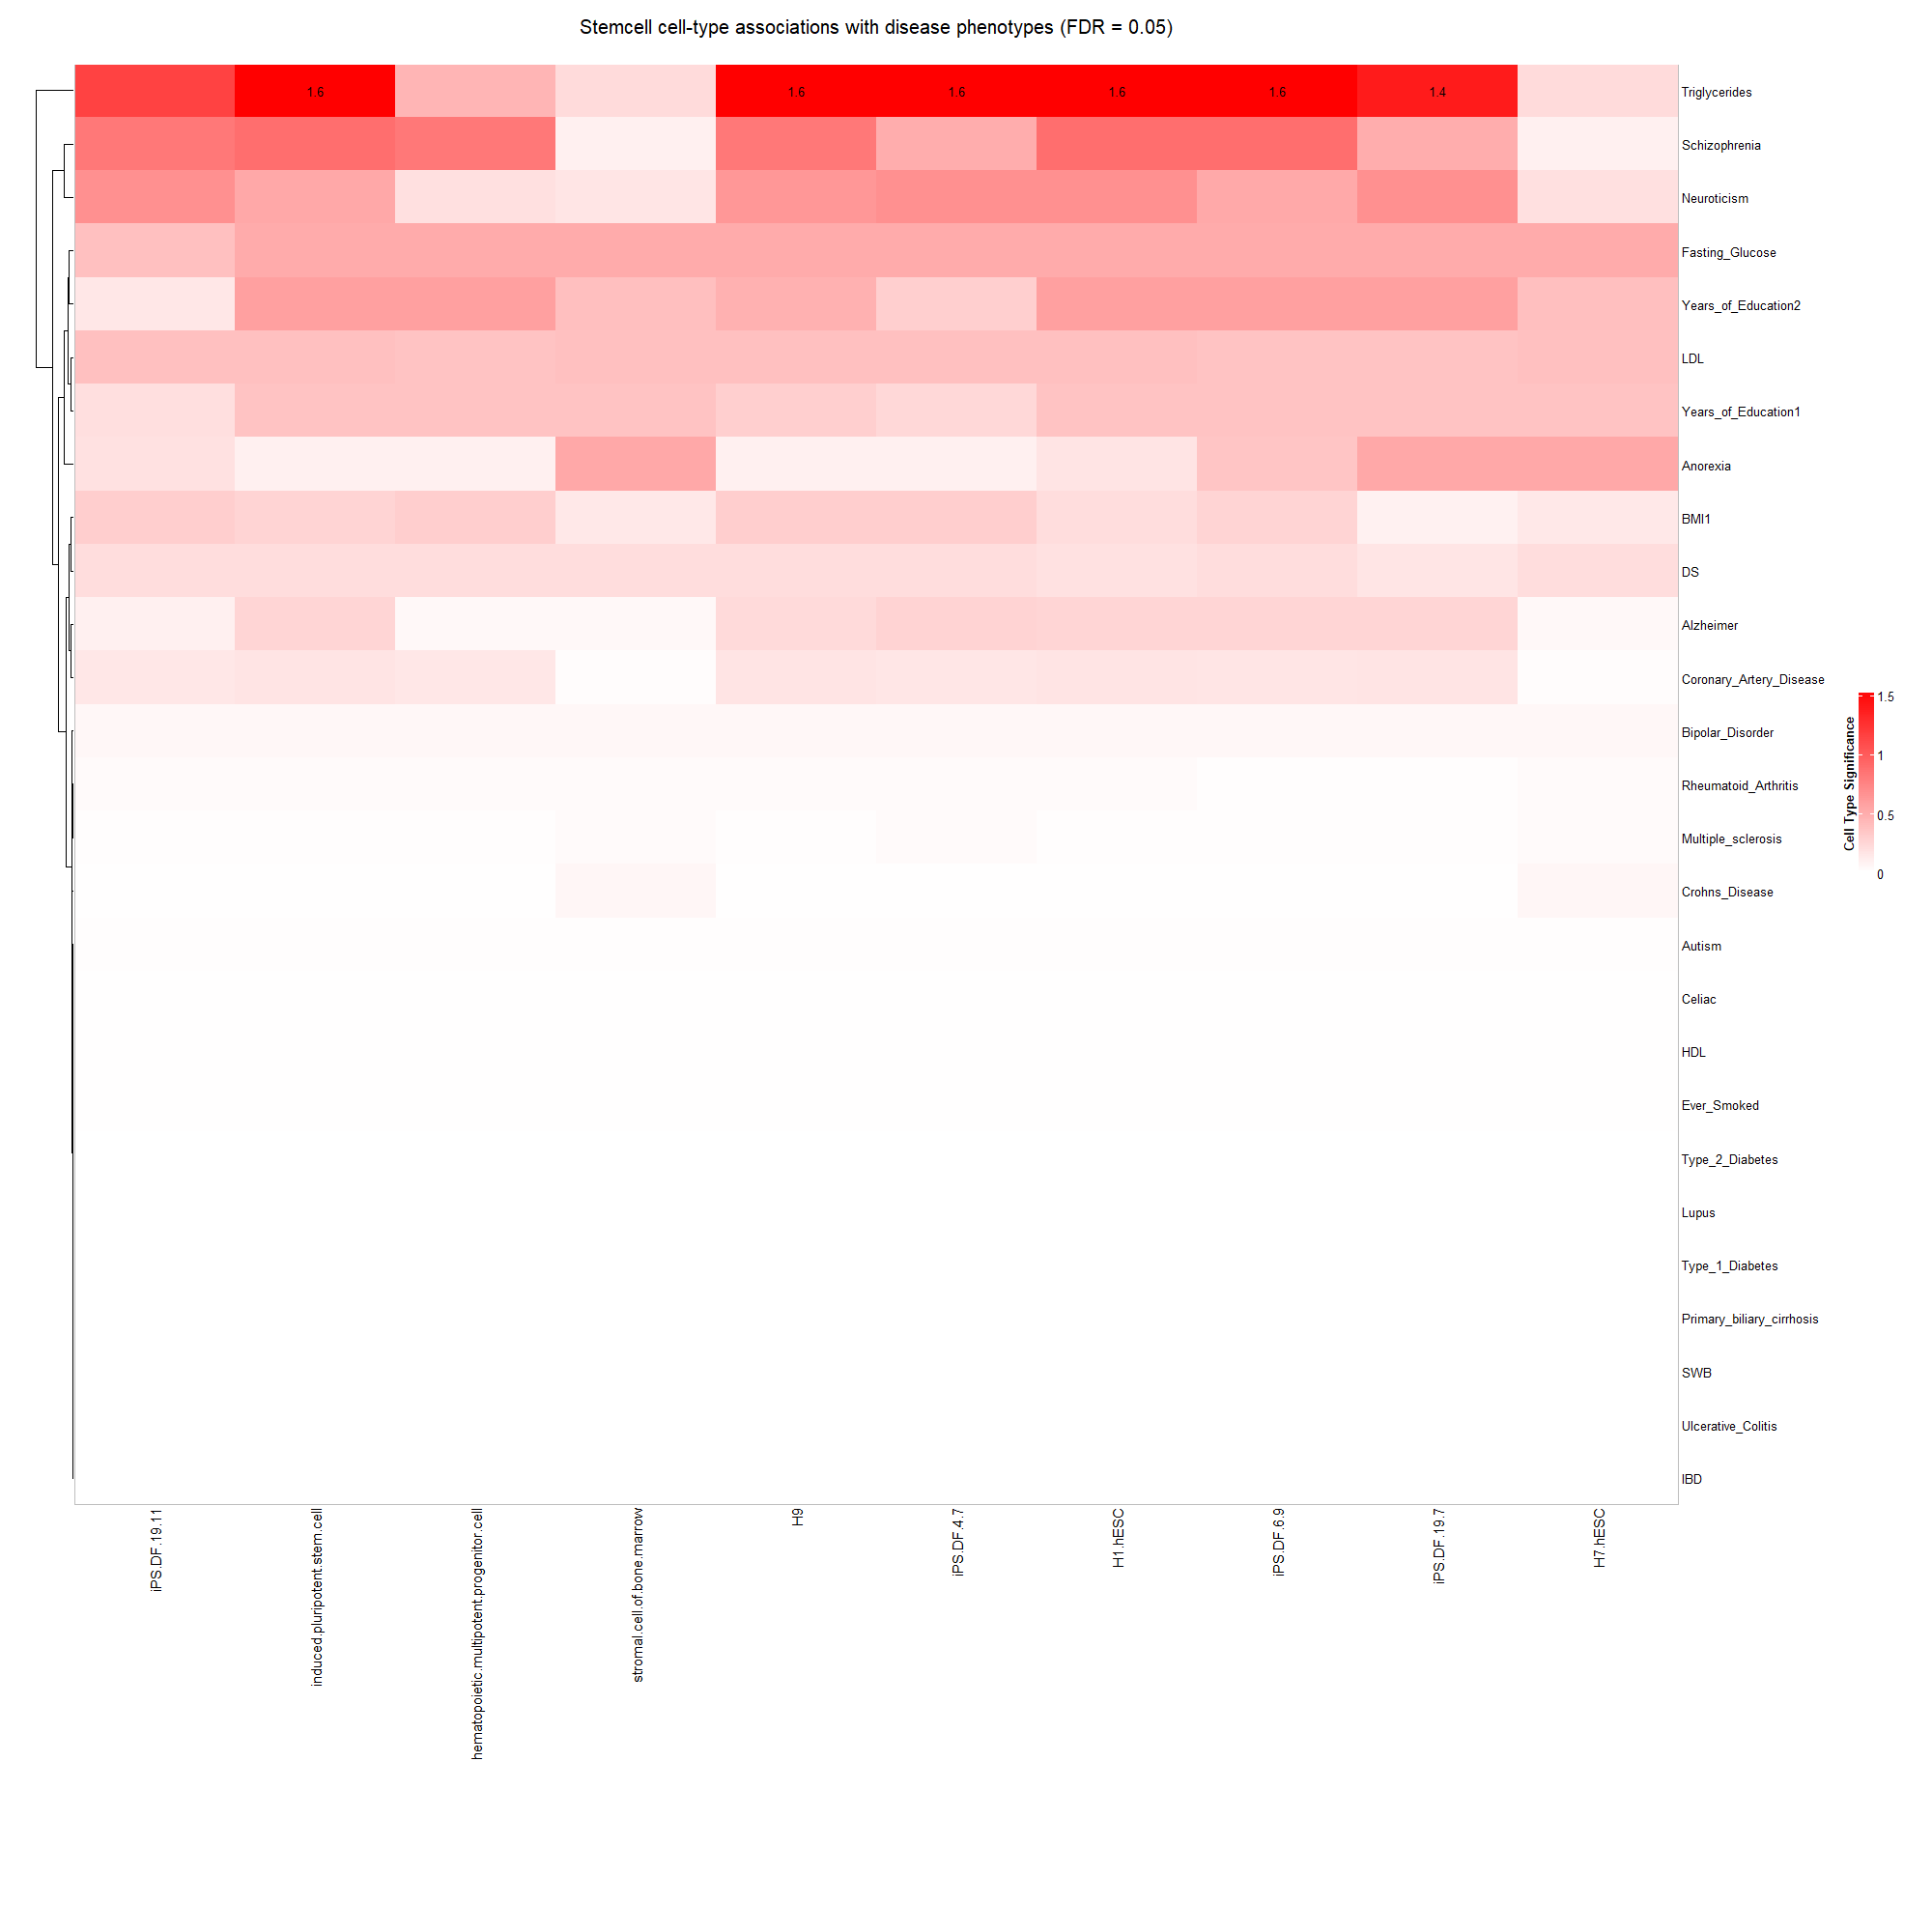 Stemcell cell-type associations with disease phenotypes (FDR = 0.05)
1.6 1.6 1.6 1.6 1.6 1.4 Triglycerides
Schizophrenia
Neuroticism
Fasting_Glucose
Years_of_Education2
LDL
Years_of_Education1
Anorexia
BMI1
DS
Alzheimer
Coronary_Artery_Disease
Bipolar_Disorder
Rheumatoid_Arthritis
Multiple_sclerosis
Crohns_Disease
Autism
Celiac
HDL
Ever_Smoked
Type_2_Diabetes
Lupus
Type_1_Diabetes
Primary_biliary_cirrhosis
SWB
Ulcerative_Colitis
IBD
Cell Type Significance
1.5
1
0.5
0
iPS.DF.19.11
induced.pluripotent.stem.cell
hematopoietic.multipotent.progenitor.cell
stromal.cell.of.bone.marrow
H9
iPS.DF.4.7
H1.hESC
iPS.DF.6.9
iPS.DF.19.7
H7.hESC